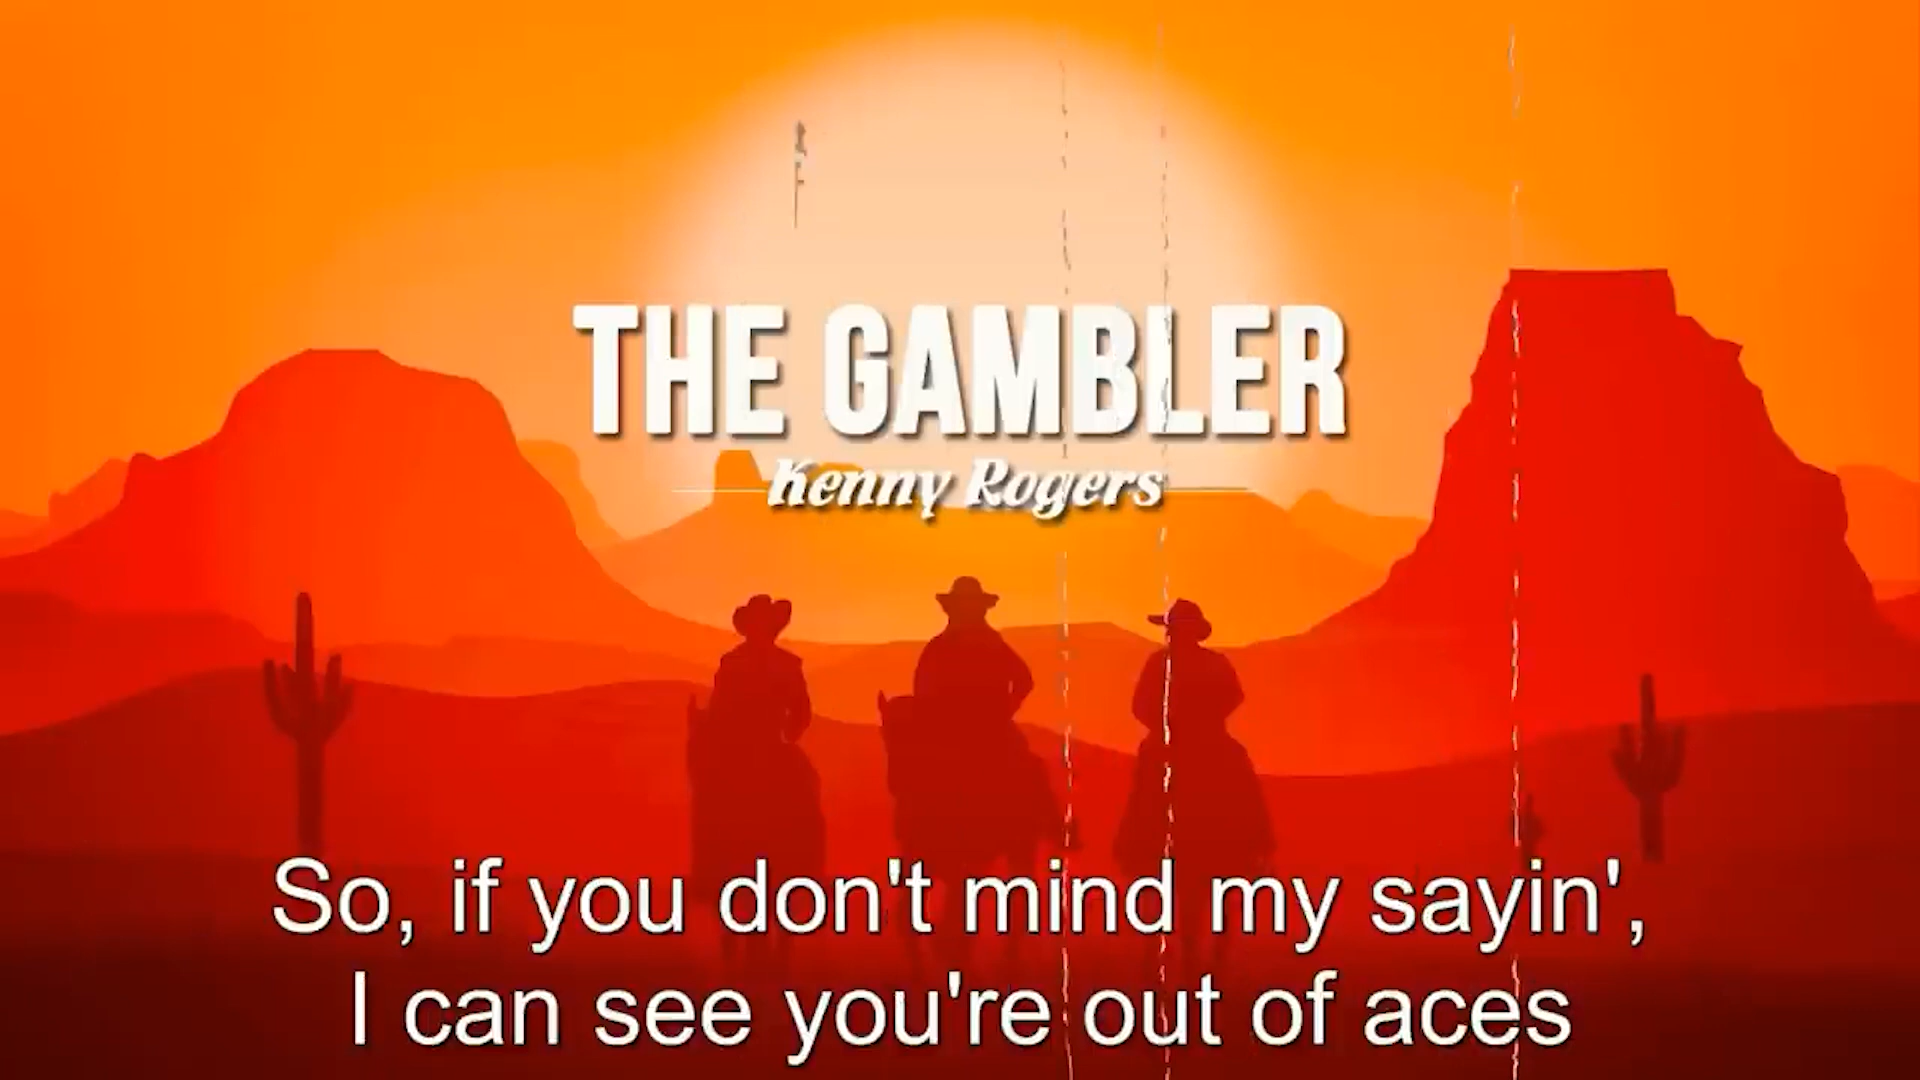 THE GAMBLER
Kenny Rogers
So, if you don't mind my sayin',
I can see you're out of aces